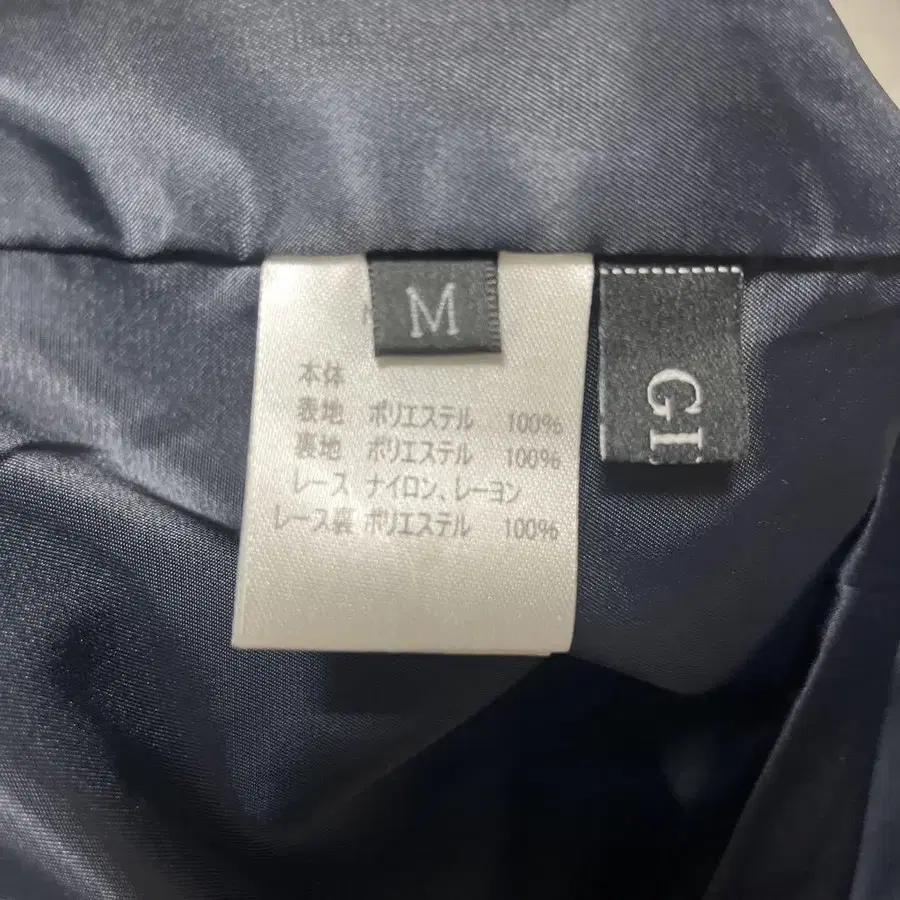 M
GI
本体
表地 ポリエステル 100%
裏地 ポリエステル 100%
レース ナイロン、レーヨン
レース裏 ポリエステル 100%